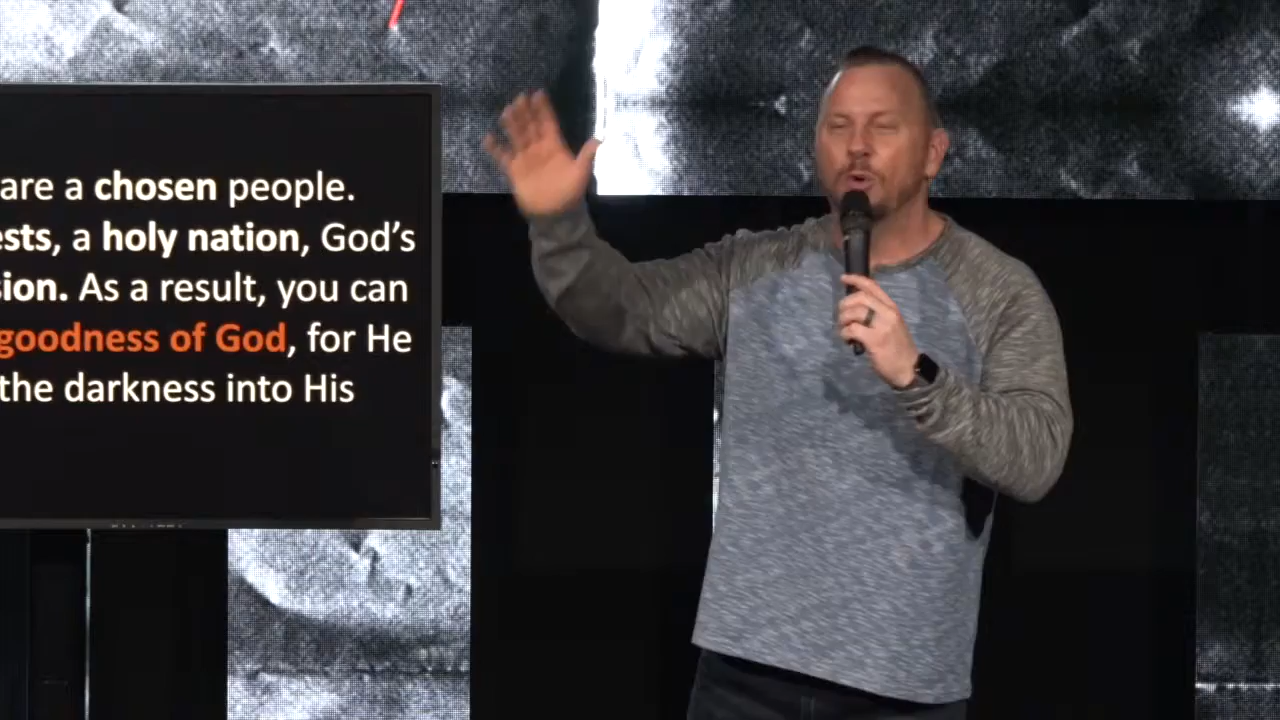 are a chosen people.
ests, a holy nation, God’s
sion. As a result, you can
goodness of God, for He
the darkness into His